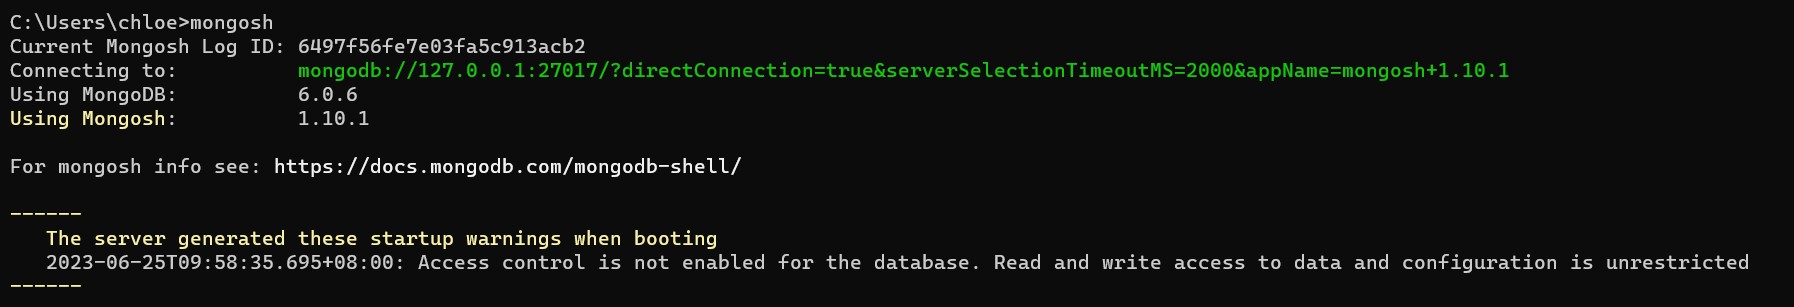 C:\Users\chloe>mongosh
Current Mongosh Log ID: 6497f56fe7e03fa5c913acb2
Connecting to:          mongodb://127.0.0.1:27017/?directConnection=true&serverSelectionTimeoutMS=2000&appName=mongosh+1.10.1
Using MongoDB:          6.0.6
Using Mongosh:          1.10.1

For mongosh info see: https://docs.mongodb.com/mongodb-shell/

------
   The server generated these startup warnings when booting
   2023-06-25T09:58:35.695+08:00: Access control is not enabled for the database. Read and write access to data and configuration is unrestricted
------